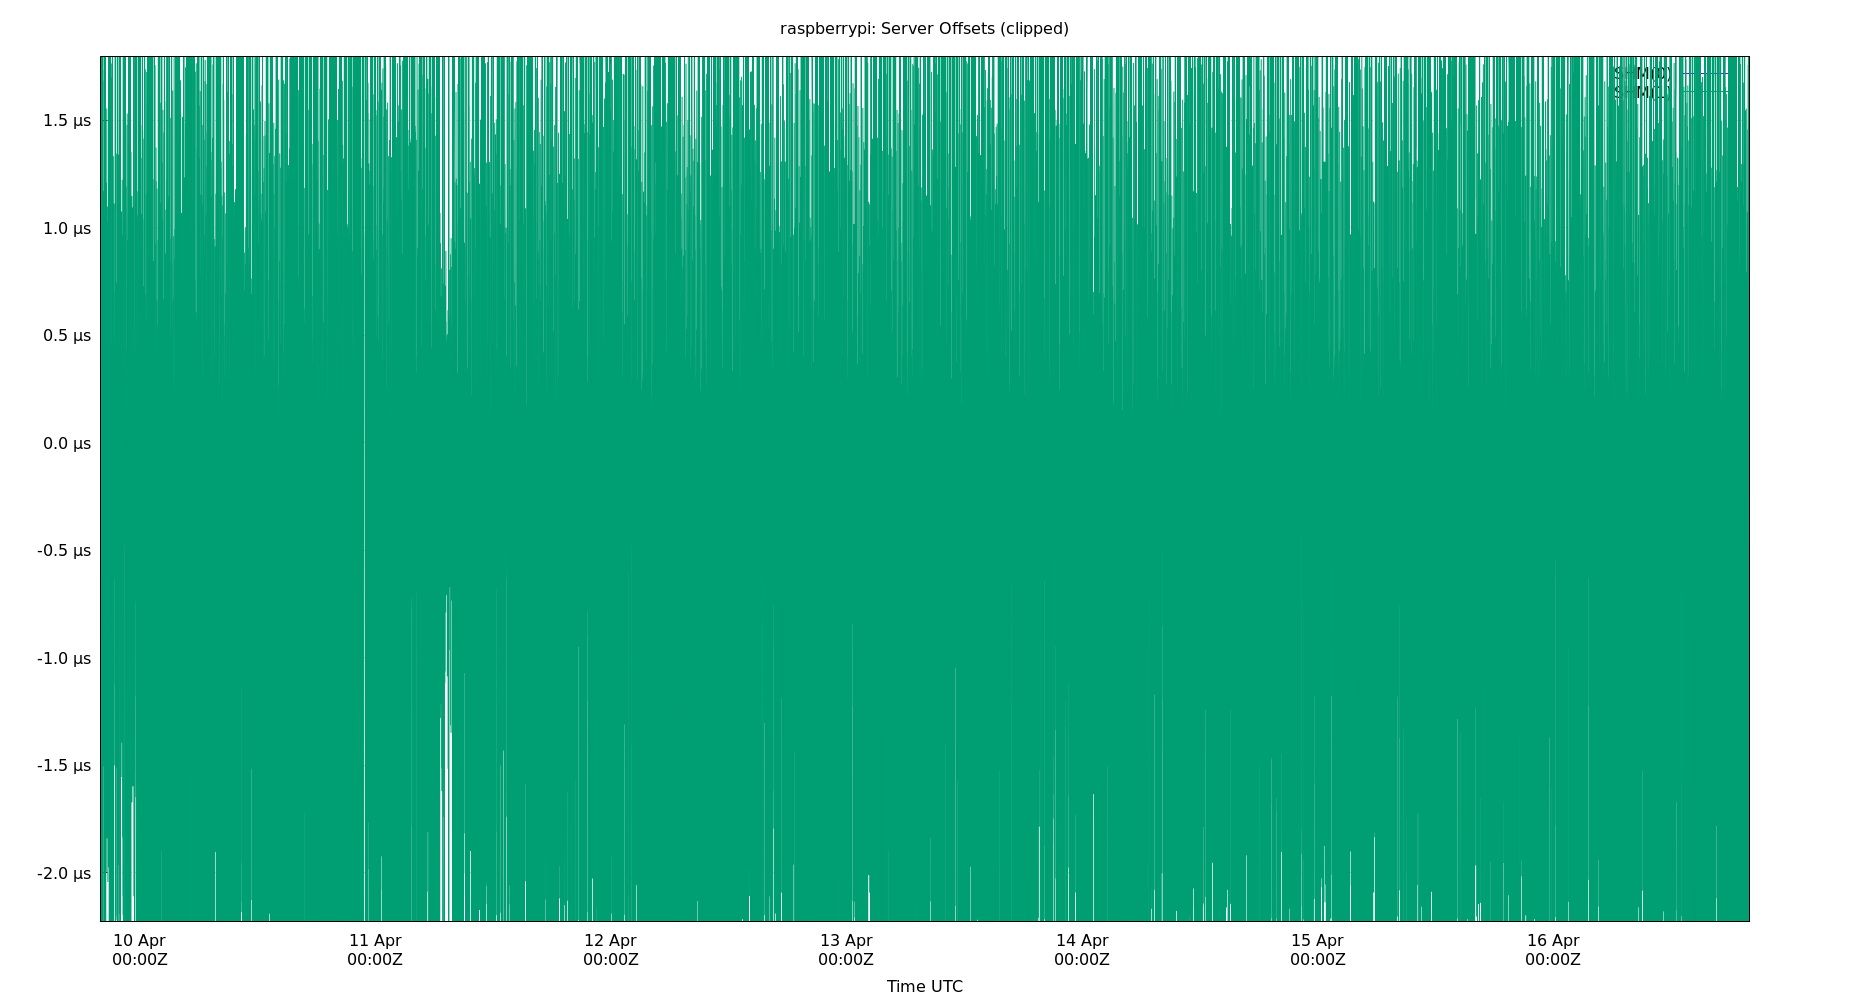 raspberrypi: Server Offsets (clipped)
SHM(0)
1.5 µs
1.0 µs
0.5 µs
0.0 µs
-0.5 µs
-1.0 µs
-1.5 µs
-2.0 µs
10 Apr 11 Apr 12 Apr 13 Apr 14 Apr 15 Apr 16 Apr
00:00Z 00:00Z 00:00Z 00:00Z 00:00Z 00:00Z 00:00Z
Time UTC